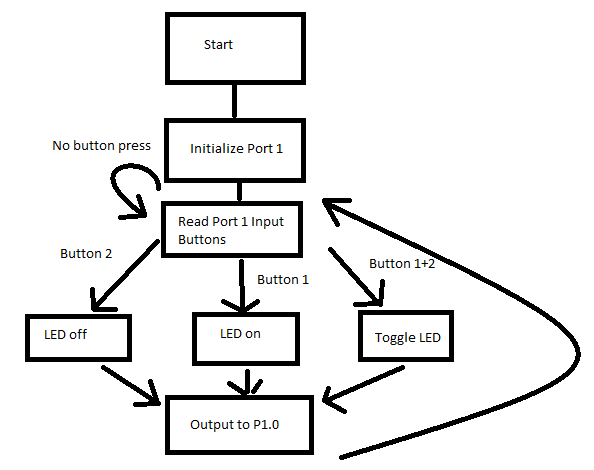 Start
Initialize Port 1
No button press
Read Port 1 Input
Buttons
Button 2
Button 1
Button 1+2
LED off
LED on
Toggle LED
Output to P1.0